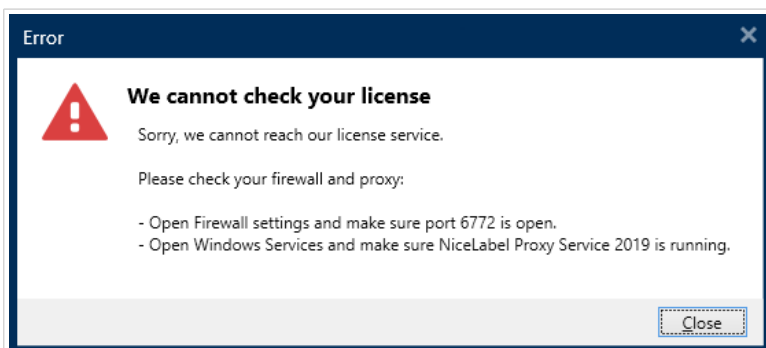 Error
We cannot check your license
Sorry, we cannot reach our license service.
Please check your firewall and proxy:
- Open Firewall settings and make sure port 6772 is open.
- Open Windows Services and make sure NiceLabel Proxy Service 2019 is running.
Close